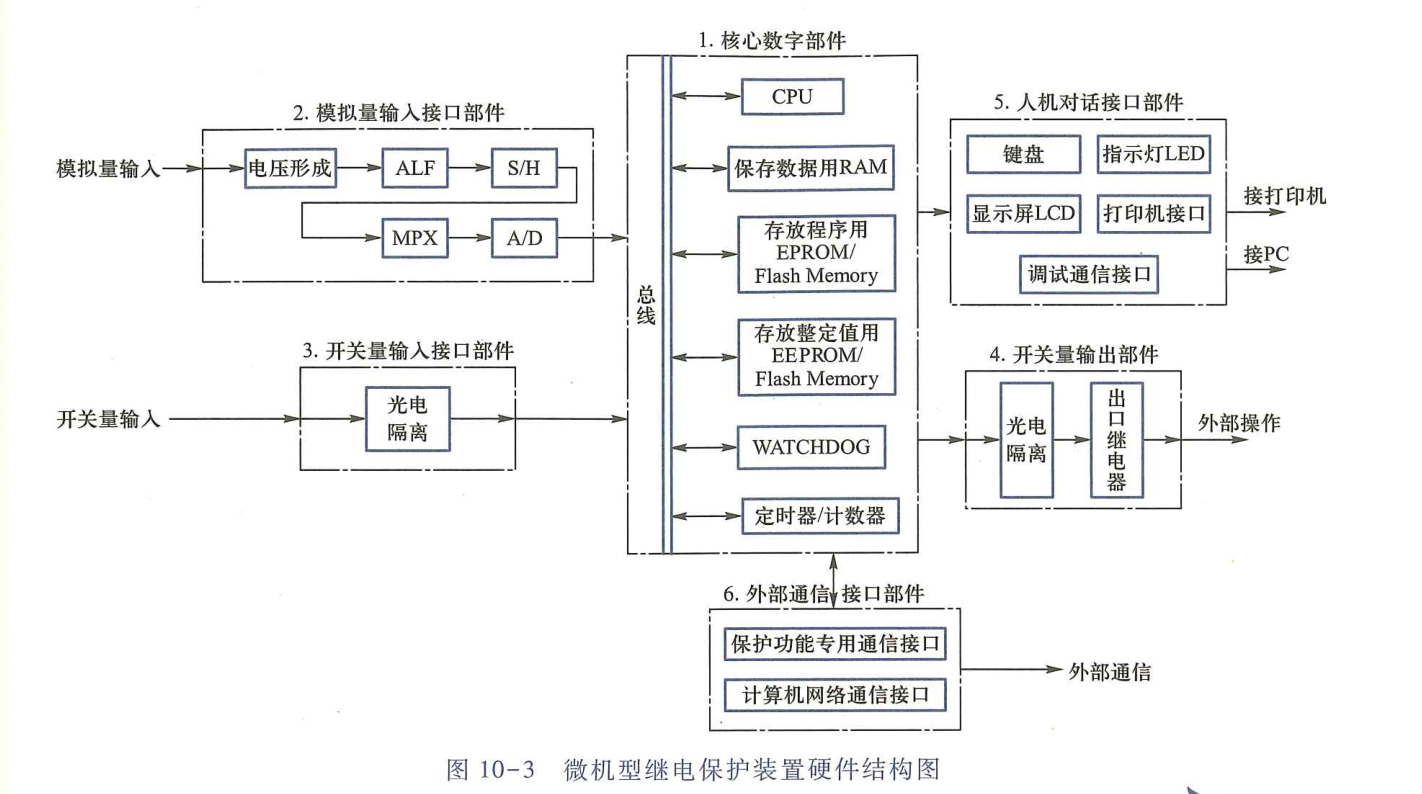 1. 核心数字部件
CPU
保存数据用RAM
存放程序用
EPROM/
Flash Memory
存放整定值用
EEPROM/
Flash Memory
WATCHDOG
定时器/计数器
总线
2. 模拟量输入接口部件
模拟量输入
电压形成
ALF
S/H
MPX
A/D
3. 开关量输入接口部件
开关量输入
光电
隔离
5. 人机对话接口部件
键盘
指示灯LED
显示屏LCD
打印机接口
调试通信接口
接打印机
接PC
4. 开关量输出部件
光电
隔离
出口继电器
外部操作
6. 外部通信接口部件
保护功能专用通信接口
计算机网络通信接口
外部通信
图 10-3 微机型继电保护装置硬件结构图